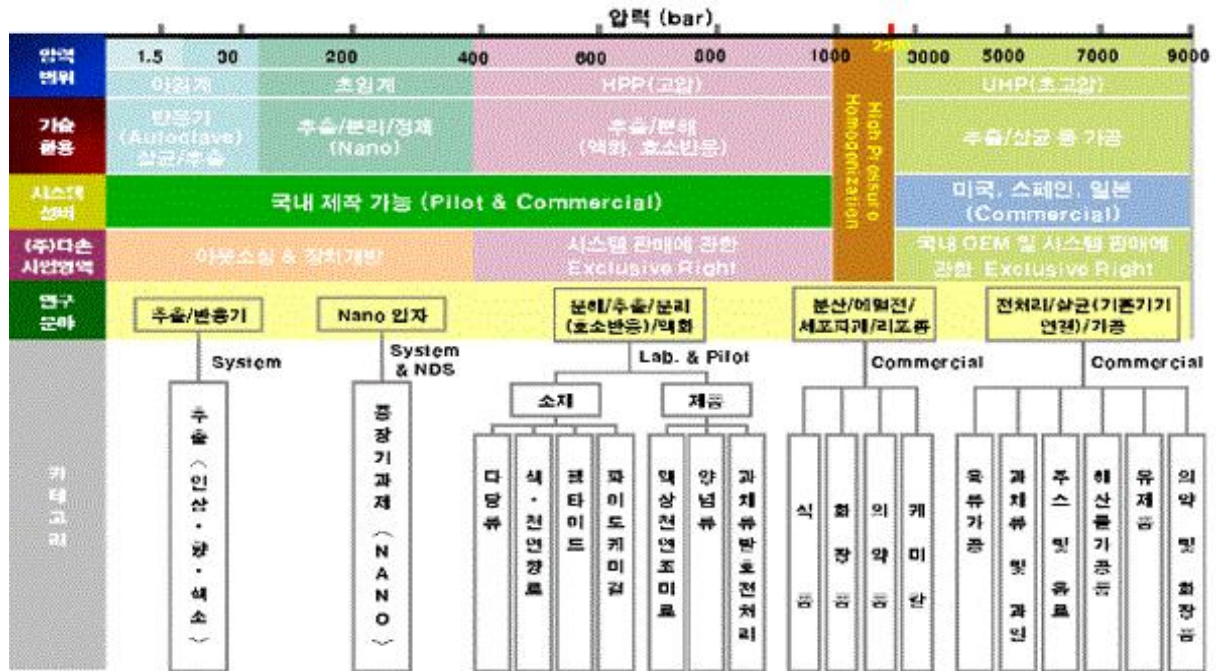 압력 (bar)
압력
범위
1.5 30 200 400 600 800 1000 3000 5000 7000 9000
아임계 초임계 HPP(고압) UHP(초고압)
기술
활용
반응기
(Autoclave)
살균/추출
추출/분리/정제
(Nano)
추출/분해
(액화, 효소반응)
High Pressure
Homogenization
추출/살균 등 가공
시스템
설비
국내 제작 가능 (Pilot & Commercial)
미국, 스페인, 일본
(Commercial)
(주)다손
사업영역
아웃소싱 & 장치개발
시스템 판매에 관한
Exclusive Right
국내 OEM 및 시스템 판매에
관한 Exclusive Right
연구
분야
추출/반응기
Nano 입자
분해/추출/분리
(효소반응)/액화
분산/에멀젼/
세포파괴/리포좀
전처리/살균(기존기기
연결)/가공
System
System
& NDS
Lab. & Pilot
Commercial
Commercial
카테고리
추출(인삼·향·색소)
중장기과제(NANO)
소재
제품
다당류
색·천연향료
펩타이드
파이토케미컬
액상천연조미료
양념류
과채류발효전처리
식품
화장품
의약품
케미칼
육류가공
과채류 및 과일
주스 및 음료
해산물가공품
유제품
의약 및 화장품